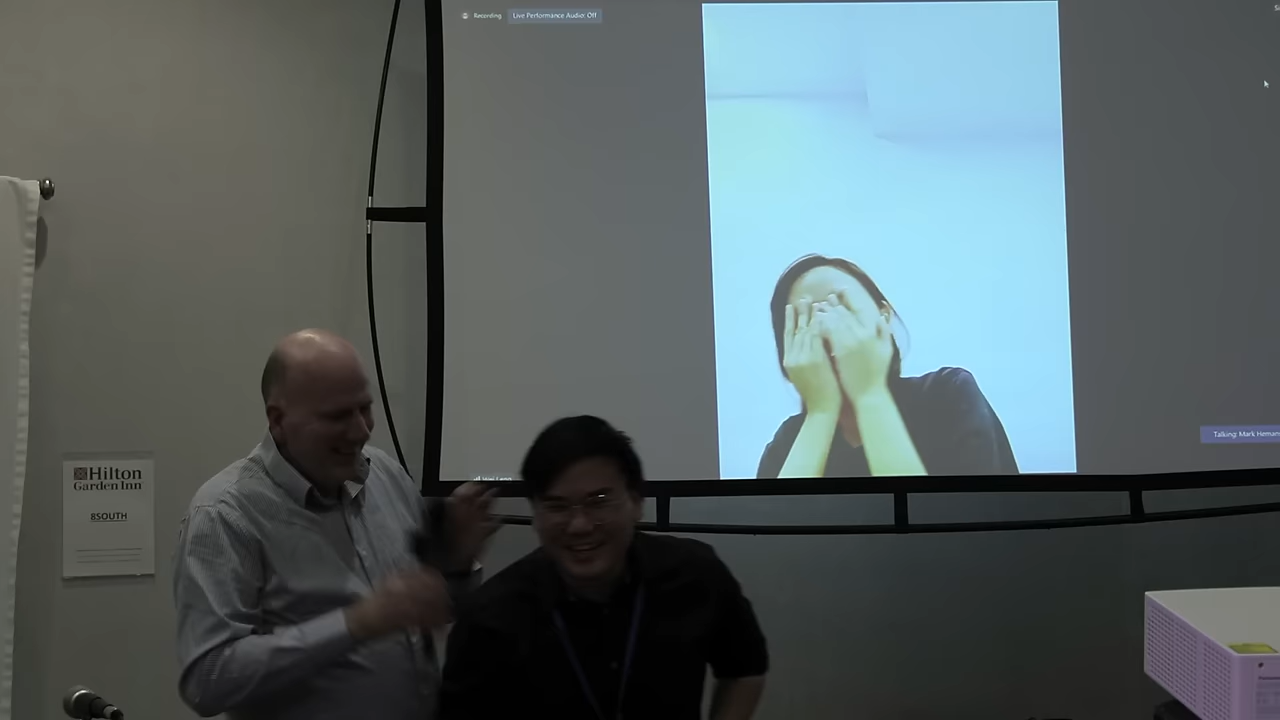 Recording
Live Performance Audio: Off
Talking: Mark Heman
Hilton
Garden Inn
8SOUTH